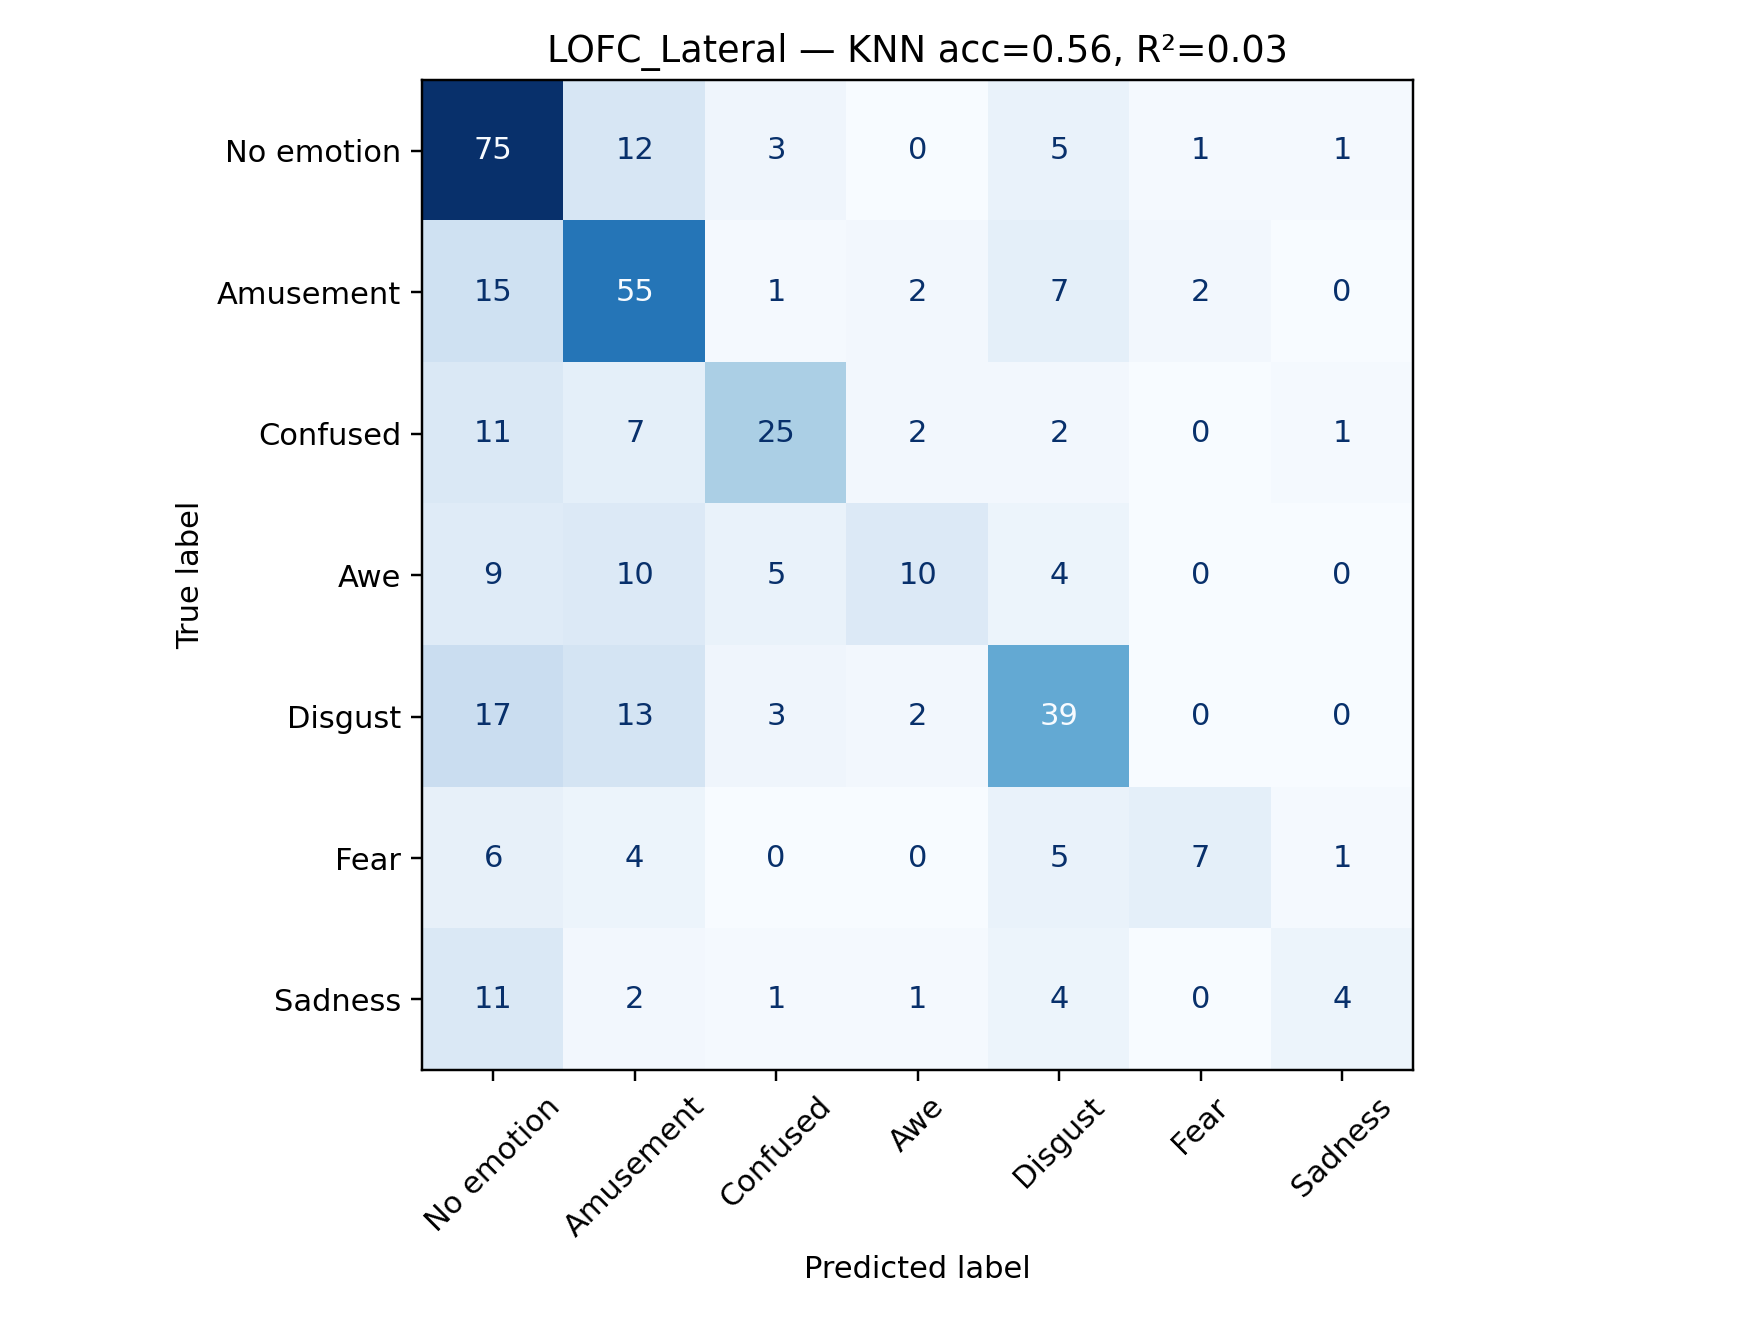 LOFC_Lateral — KNN acc=0.56, R²=0.03
No emotion 75 12 3 0 5 1 1
Amusement 15 55 1 2 7 2 0
Confused 11 7 25 2 2 0 1
Awe 9 10 5 10 4 0 0
Disgust 17 13 3 2 39 0 0
Fear 6 4 0 0 5 7 1
Sadness 11 2 1 1 4 0 4
True label
No emotion Amusement Confused Awe Disgust Fear Sadness
Predicted label